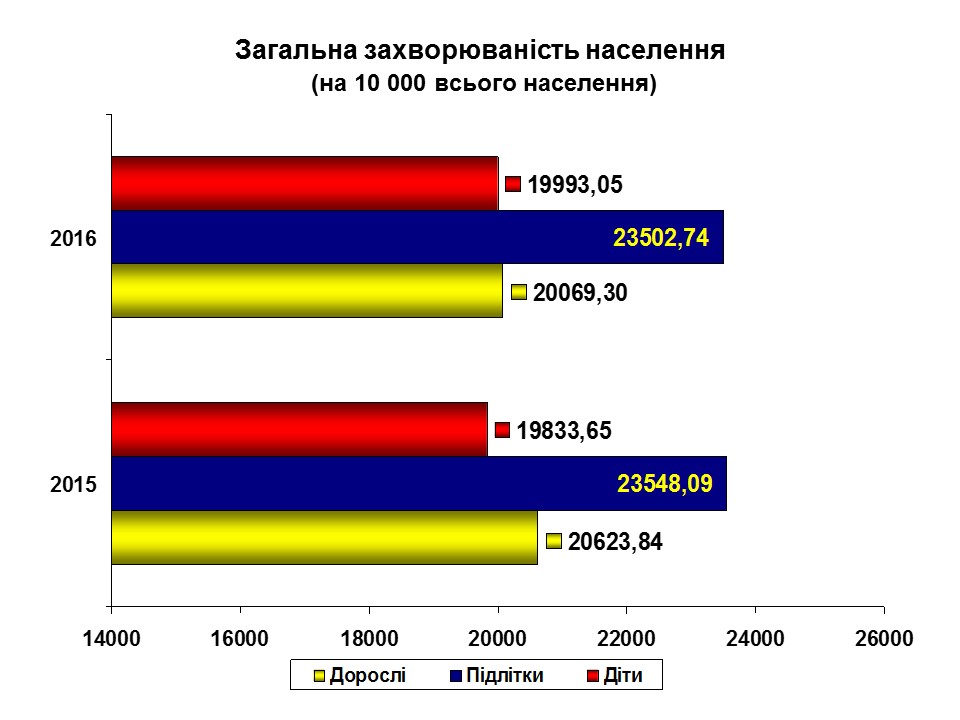 Загальна захворюваність населення
(на 10 000 всього населення)
19993,05
2016
23502,74
20069,30
19833,65
2015
23548,09
20623,84
14000 16000 18000 20000 22000 24000 26000
Дорослі Підлітки Діти